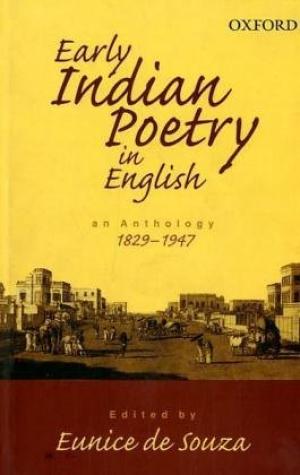 OXFORD
Early
Indian
Poetry
in
English
an Anthology
1829–1947
Edited by
Eunice de Souza